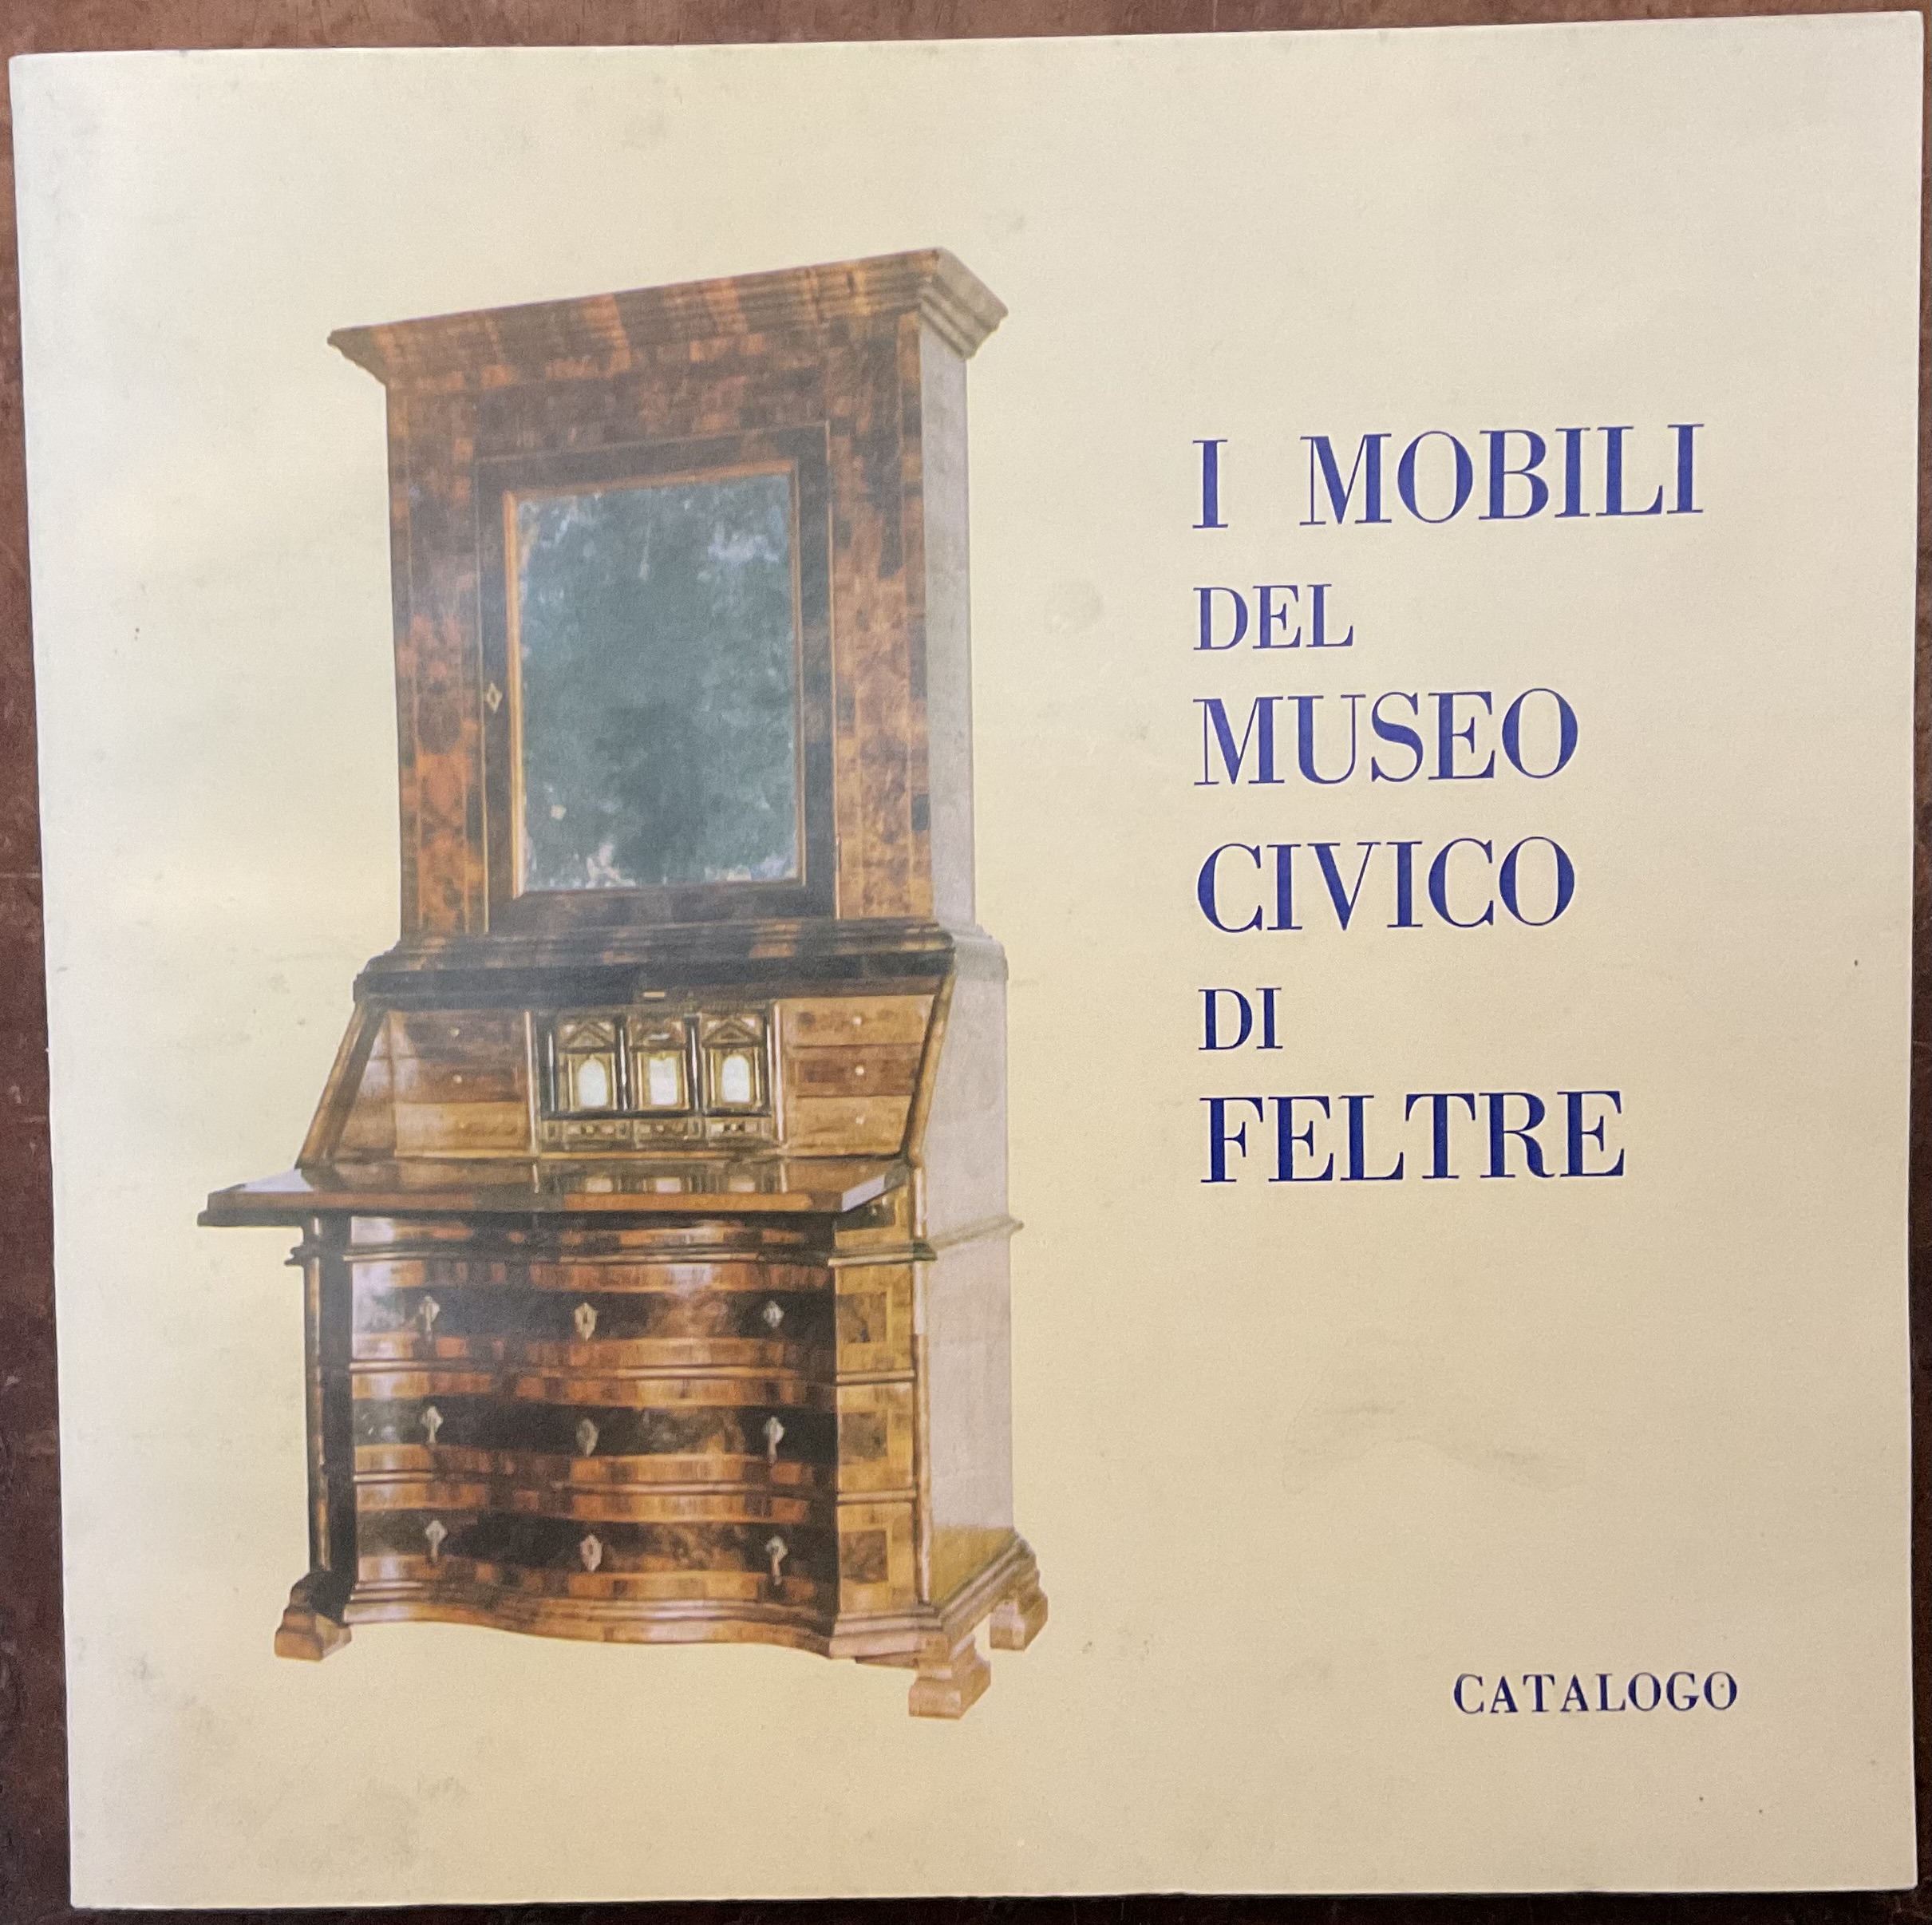 I MOBILI
DEL
MUSEO
CIVICO
DI
FELTRE
CATALOGO